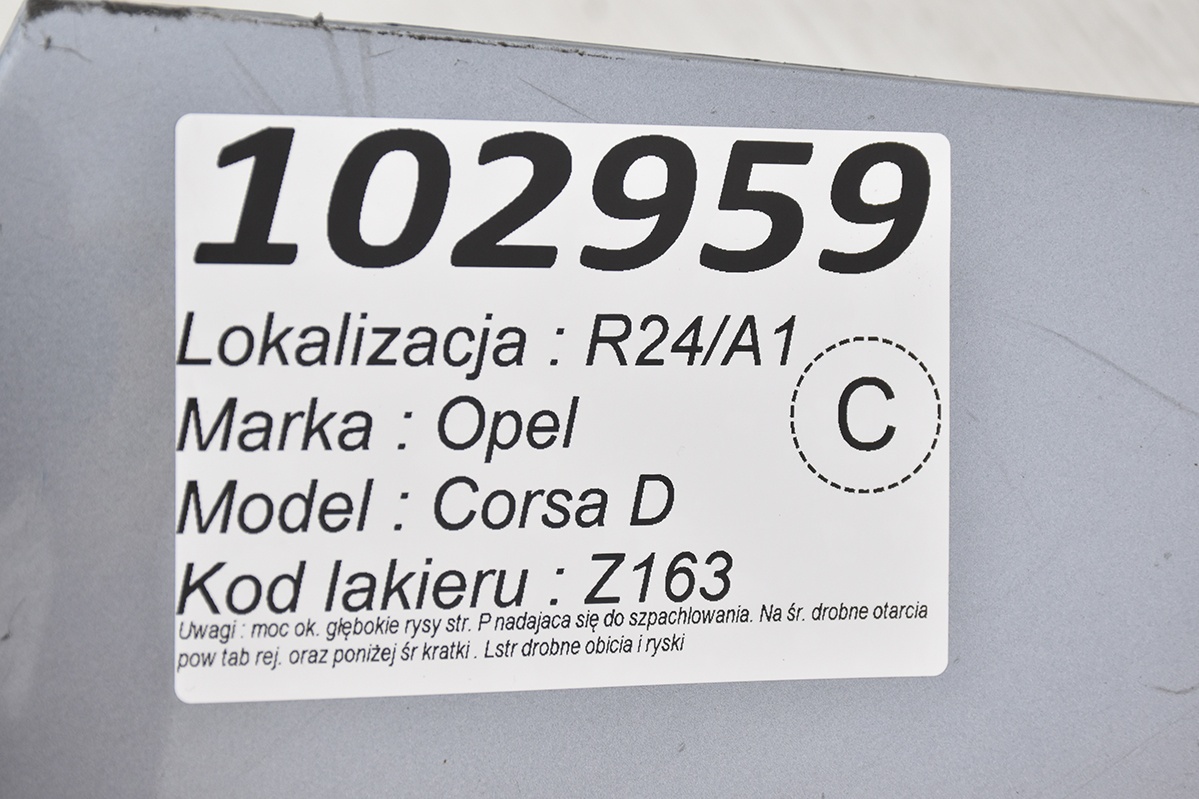 102959
Lokalizacja : R24/A1
C
Marka : Opel
Model : Corsa D
Kod lakieru : Z163
Uwagi : moc ok. głębokie rysy str. P nadajaca się do szpachlowania. Na śr. drobne otarcia
pow tab rej. oraz poniżej śr kratki . Lstr drobne obicia i ryski